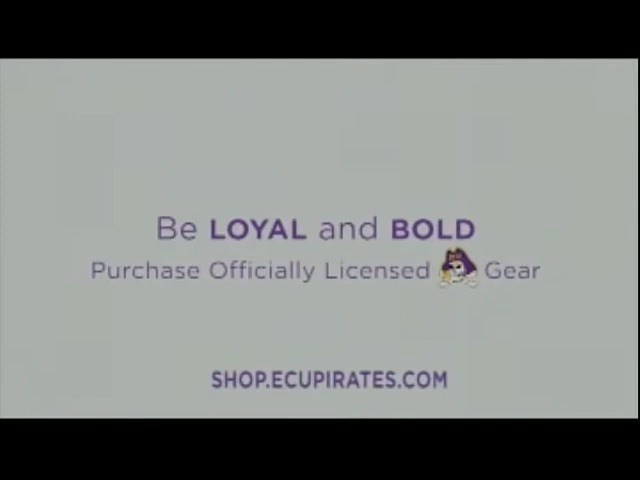 Be LOYAL and BOLD
Purchase Officially Licensed Gear
SHOP.ECUPIRATES.COM